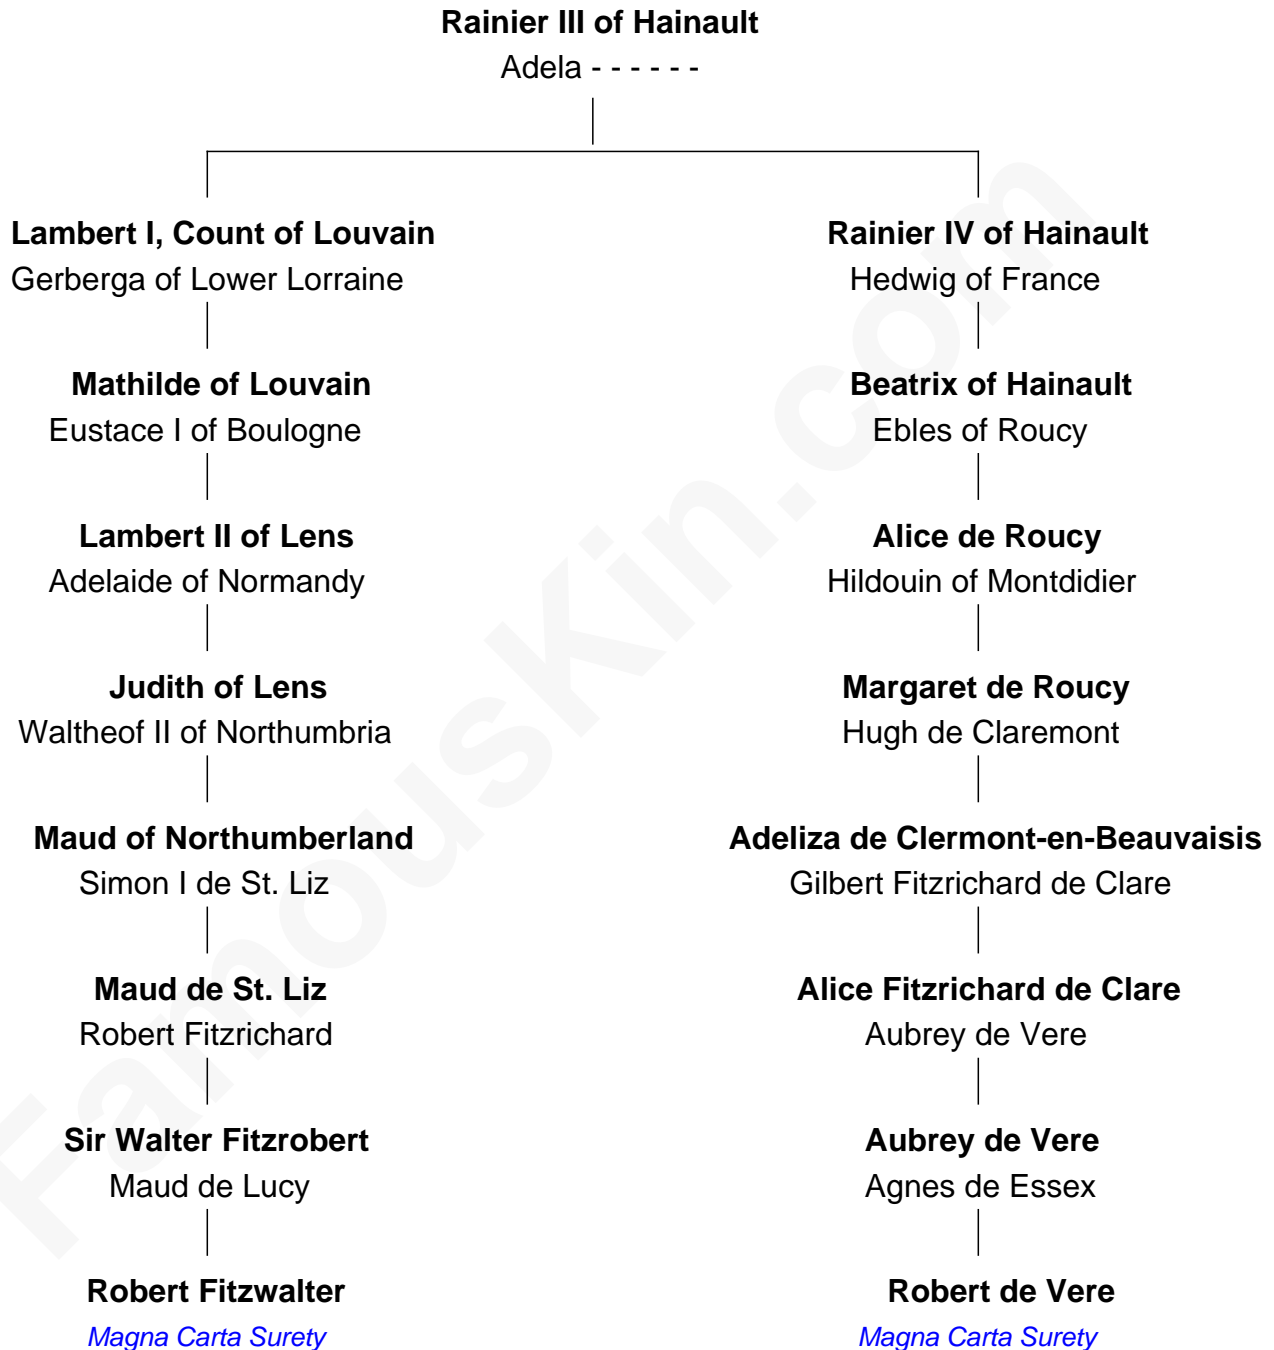 Rainier III of Hainault
Adela - - - - - -
Lambert I, Count of Louvain
Gerberga of Lower Lorraine
Rainier IV of Hainault
Hedwig of France
Mathilde of Louvain
Eustace I of Boulogne
Beatrix of Hainault
Ebles of Roucy
Lambert II of Lens
Adelaide of Normandy
Alice de Roucy
Hildouin of Montdidier
Judith of Lens
Waltheof II of Northumbria
Margaret de Roucy
Hugh de Claremont
Maud of Northumberland
Simon I de St. Liz
Adeliza de Clermont-en-Beauvaisis
Gilbert Fitzrichard de Clare
Maud de St. Liz
Robert Fitzrichard
Alice Fitzrichard de Clare
Aubrey de Vere
Sir Walter Fitzrobert
Maud de Lucy
Aubrey de Vere
Agnes de Essex
Robert Fitzwalter
Magna Carta Surety
Robert de Vere
Magna Carta Surety
FamousKin.com